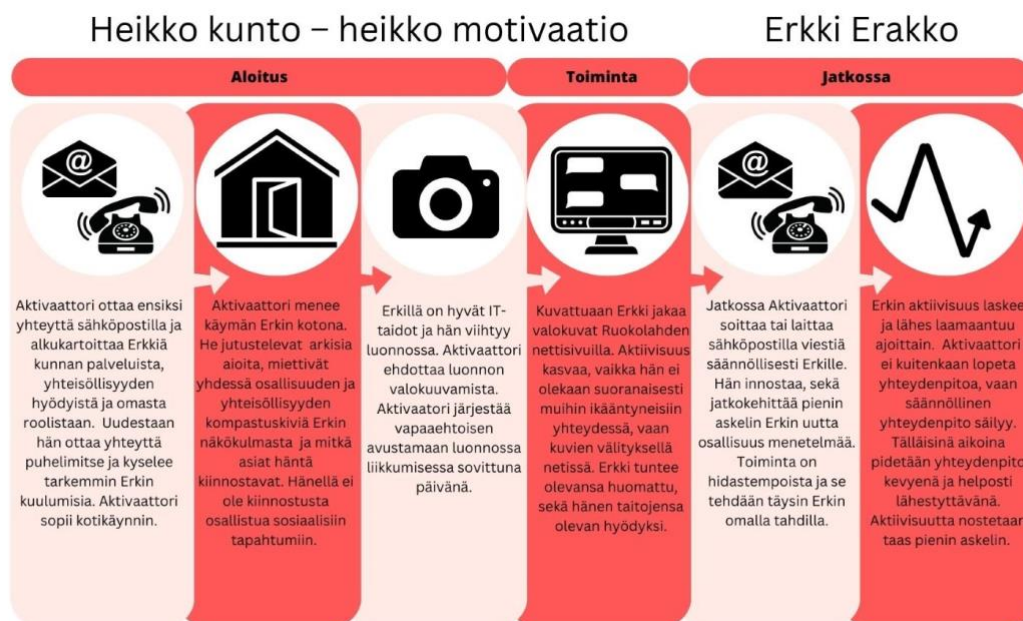 Heikko kunto – heikko motivaatio
Erkki Erakko
Aloitus
Toiminta
Jatkossa
@
@
Aktivaattori ottaa ensiksi
yhteyttä sähköpostilla ja
alkukartoittaa Erkkiä
kunnan palveluista,
yhteisöllisyyden
hyödyistä ja omasta
roolistaan. Uudestaan
hän ottaa yhteyttä
puhelimitse ja kyselee
tarkemmin Erkin
kuulumisia. Aktivaattori
sopii kotikäynnin.
Aktivaattori menee
käymän Erkin kotona.
He jutustelevat arkisia
aioita, miettivät
yhdessä osallisuuden ja
yhteisöllisyyden
kompastuskiviä Erkin
näkökulmasta ja mitkä
asiat häntä
kiinnostavat. Hänellä ei
ole kiinnostusta
osallistua sosiaalisiin
tapahtumiin.
Erkillä on hyvät IT-
taidot ja hän viihtyy
luonnossa. Aktivaattori
ehdottaa luonnon
valokuuvamista.
Aktivaatori järjestää
vapaaehtoisen
avustamaan luonnossa
liikkumisessa sovittuna
päivänä.
Kuvattuaan Erkki jakaa
valokuvat Ruokolahden
nettisivuilla. Aktiivisuus
kasvaa, vaikka hän ei
olekaan suoranaisesti
muihin ikääntyneisiin
yhteydessä, vaan
kuvien välityksellä
netissä. Erkki tuntee
olevansa huomattu,
sekä hänen taitojensa
olevan hyödyksi.
Jatkossa Aktivaattori
soittaa tai laittaa
sähköpostilla viestiä
säännöllisesti Erkille.
Hän innostaa, sekä
jatkokehittää pienin
askelin Erkin uutta
osallisuus menetelmää.
Toiminta on
hidastempoista ja se
tehdään täysin Erkin
omalla tahdilla.
Erkin aktiivisuus laskee
ja lähes laamaantuu
ajoittain. Aktivaattori
ei kuitenkaan lopeta
yhteydenpitoa, vaan
säännöllinen
yhteydenpito säilyy.
Tälläisinä aikoina
pidetään yhteydenpito
kevyenä ja helposti
lähestyttävänä.
Aktiivisuutta nostetaan
taas pienin askelin.